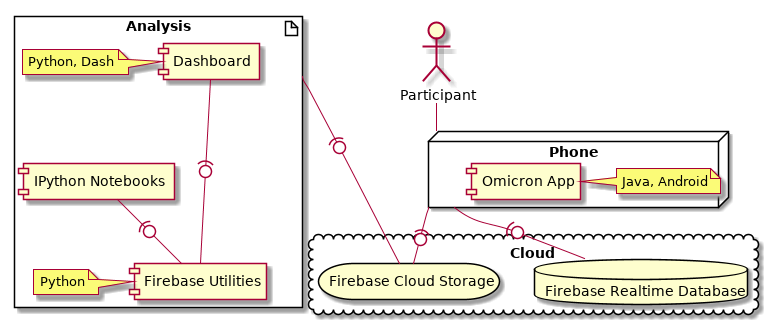 Analysis
Python, Dash
Dashboard
Participant
Phone
IPython Notebooks
Omicron App
Java, Android
Cloud
Python
Firebase Utilities
Firebase Cloud Storage
Firebase Realtime Database